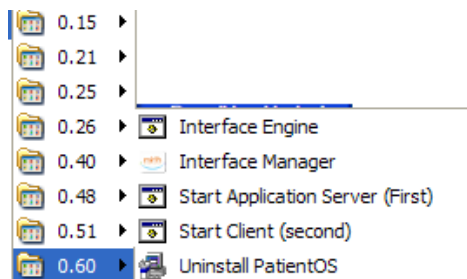 0.15
0.21
0.25
0.26 Interface Engine
0.40 Interface Manager
0.48 Start Application Server (First)
0.51 Start Client (second)
0.60 Uninstall PatientOS